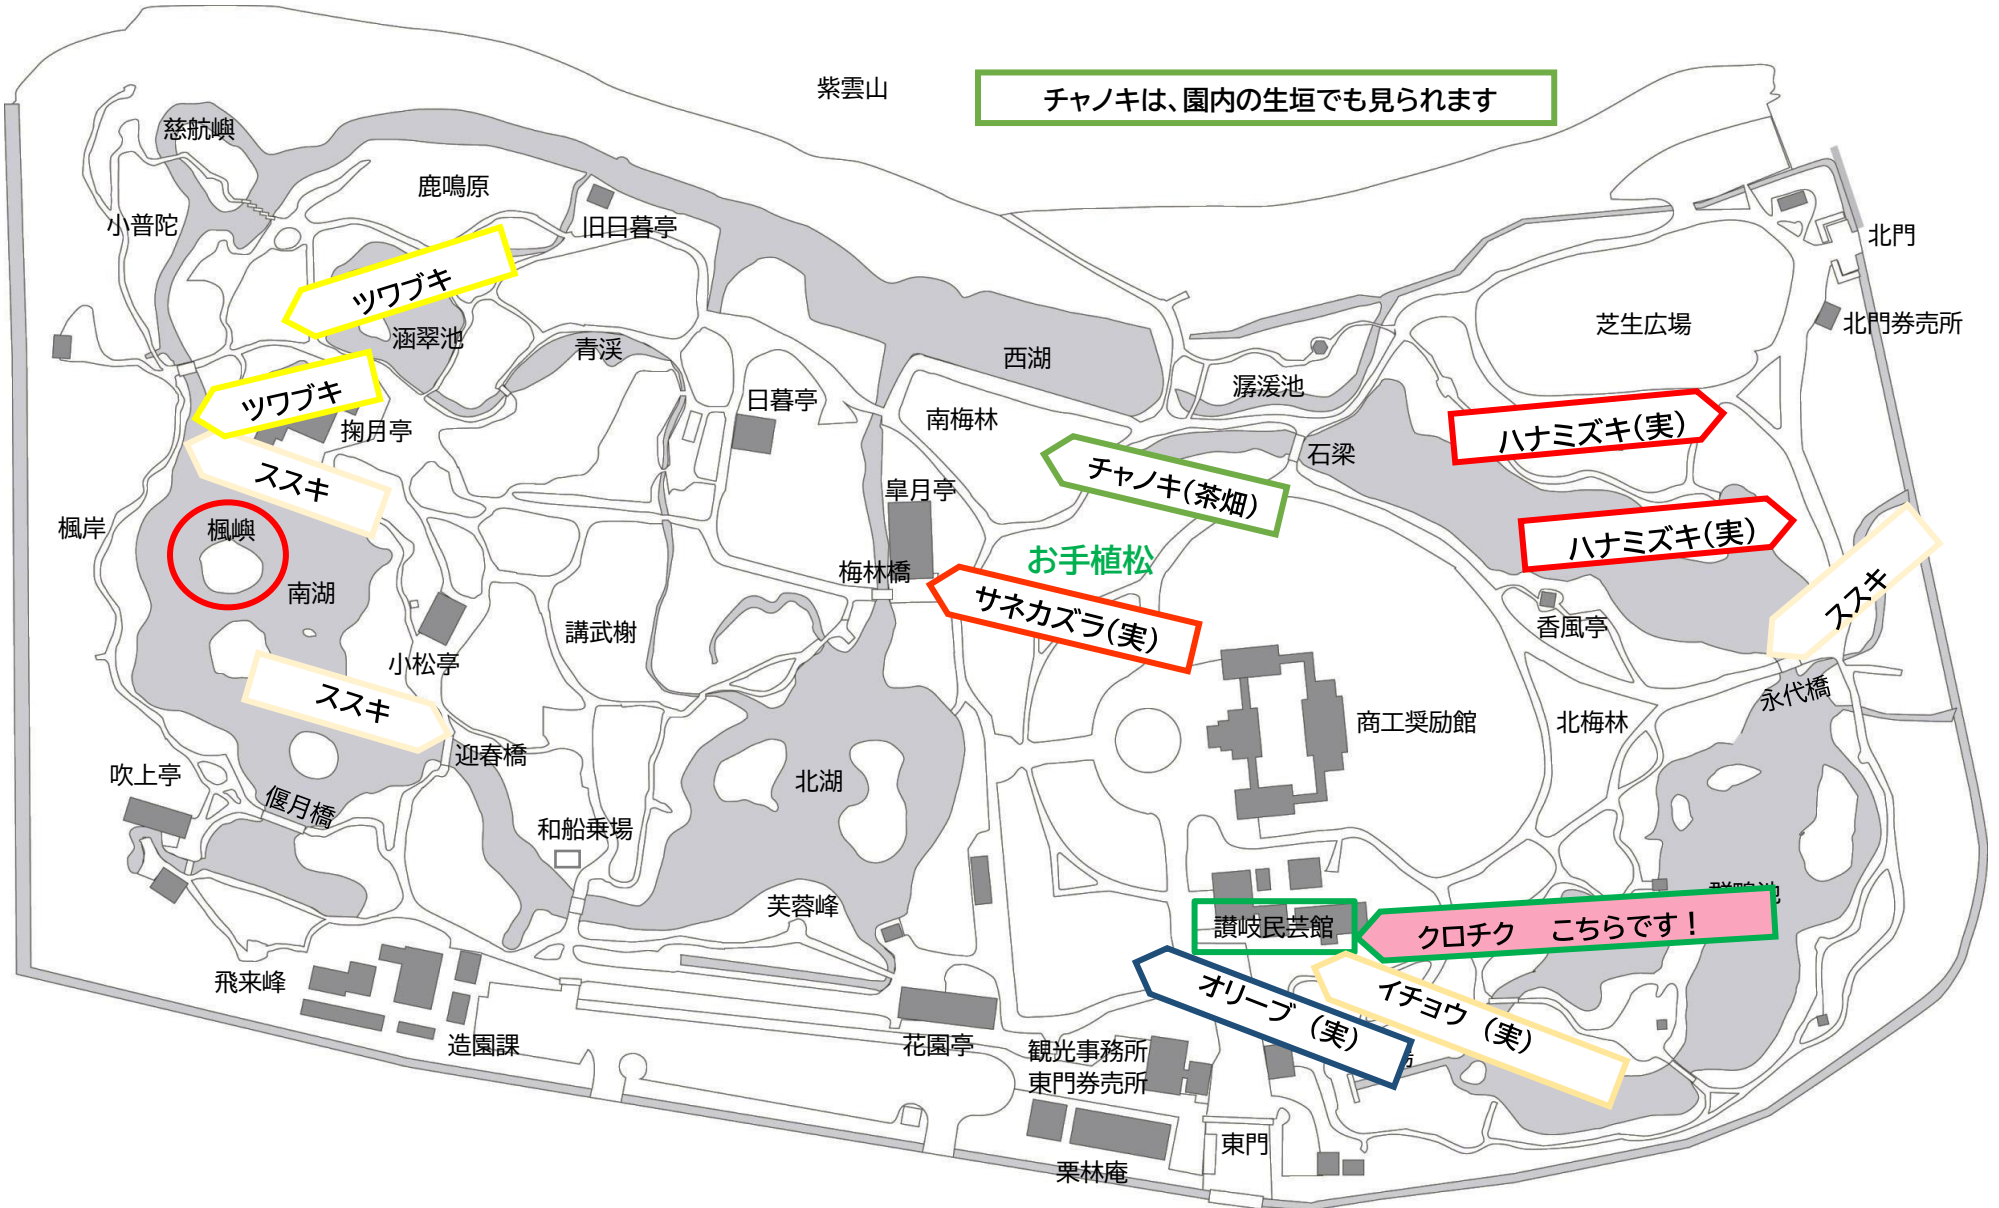 紫雲山
チャノキは、園内の生垣でも見られます
慈航嶼
鹿鳴原
小普陀
旧日暮亭
北門
ツワブキ
涵翠池
青渓
西湖
芝生広場
北門券売所
潺湲池
ツワブキ
掬月亭
日暮亭
南梅林
ハナミズキ(実)
石梁
ススキ
チャノキ(茶畑)
皐月亭
楓岸
楓嶼
ハナミズキ(実)
お手植松
梅林橋
南湖
サネカズラ(実)
ススキ
香風亭
講武榭
小松亭
ススキ
永代橋
迎春橋
商工奨励館
北梅林
吹上亭
偃月橋
北湖
和船乗場
芙蓉峰
讃岐民芸館
クロチク　こちらです！
飛来峰
オリーブ (実)
イチョウ (実)
造園課
花園亭
観光事務所
東門券売所
東門
栗林庵